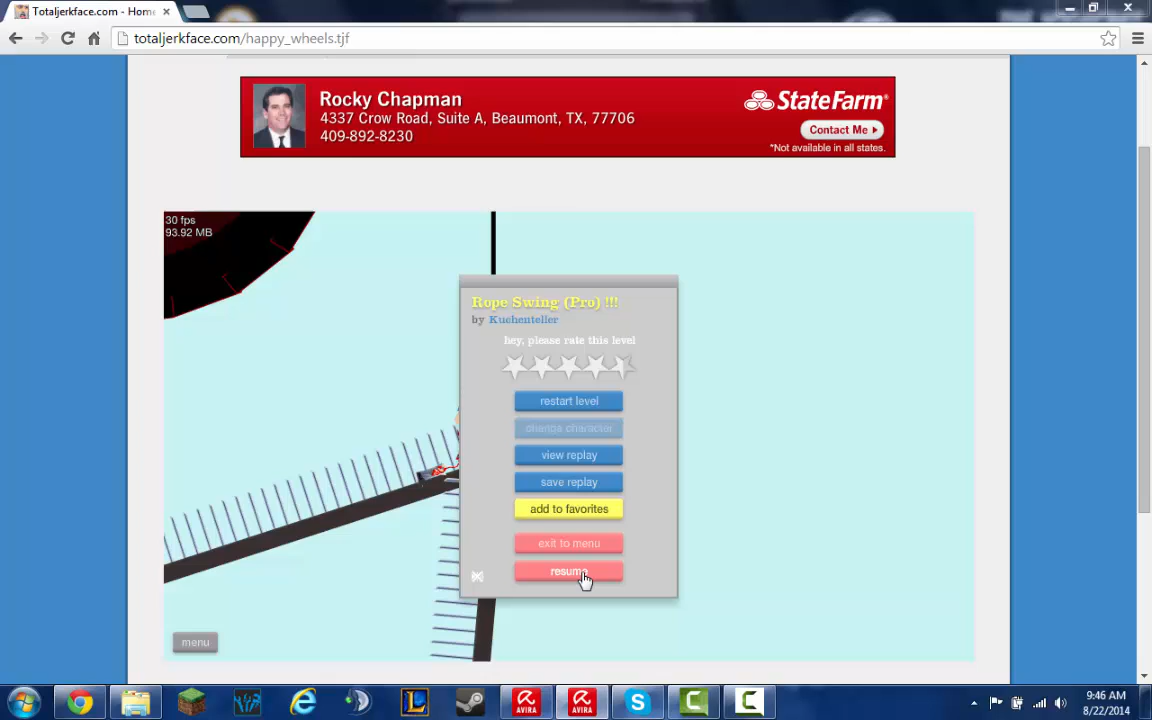 Totaljerkface.com - Home
totaljerkface.com/happy_wheels.tjf
Rocky Chapman
4337 Crow Road, Suite A, Beaumont, TX, 77706
409-892-8230
StateFarm®
Contact Me
*Not available in all states.
30 fps
93.92 MB
Rope Swing (Pro) !!!
by Kuchenteller
hey, please rate this level
restart level
change character
view replay
save replay
add to favorites
exit to menu
resume
menu
AVIRA
AVIRA
9:46 AM
8/22/2014